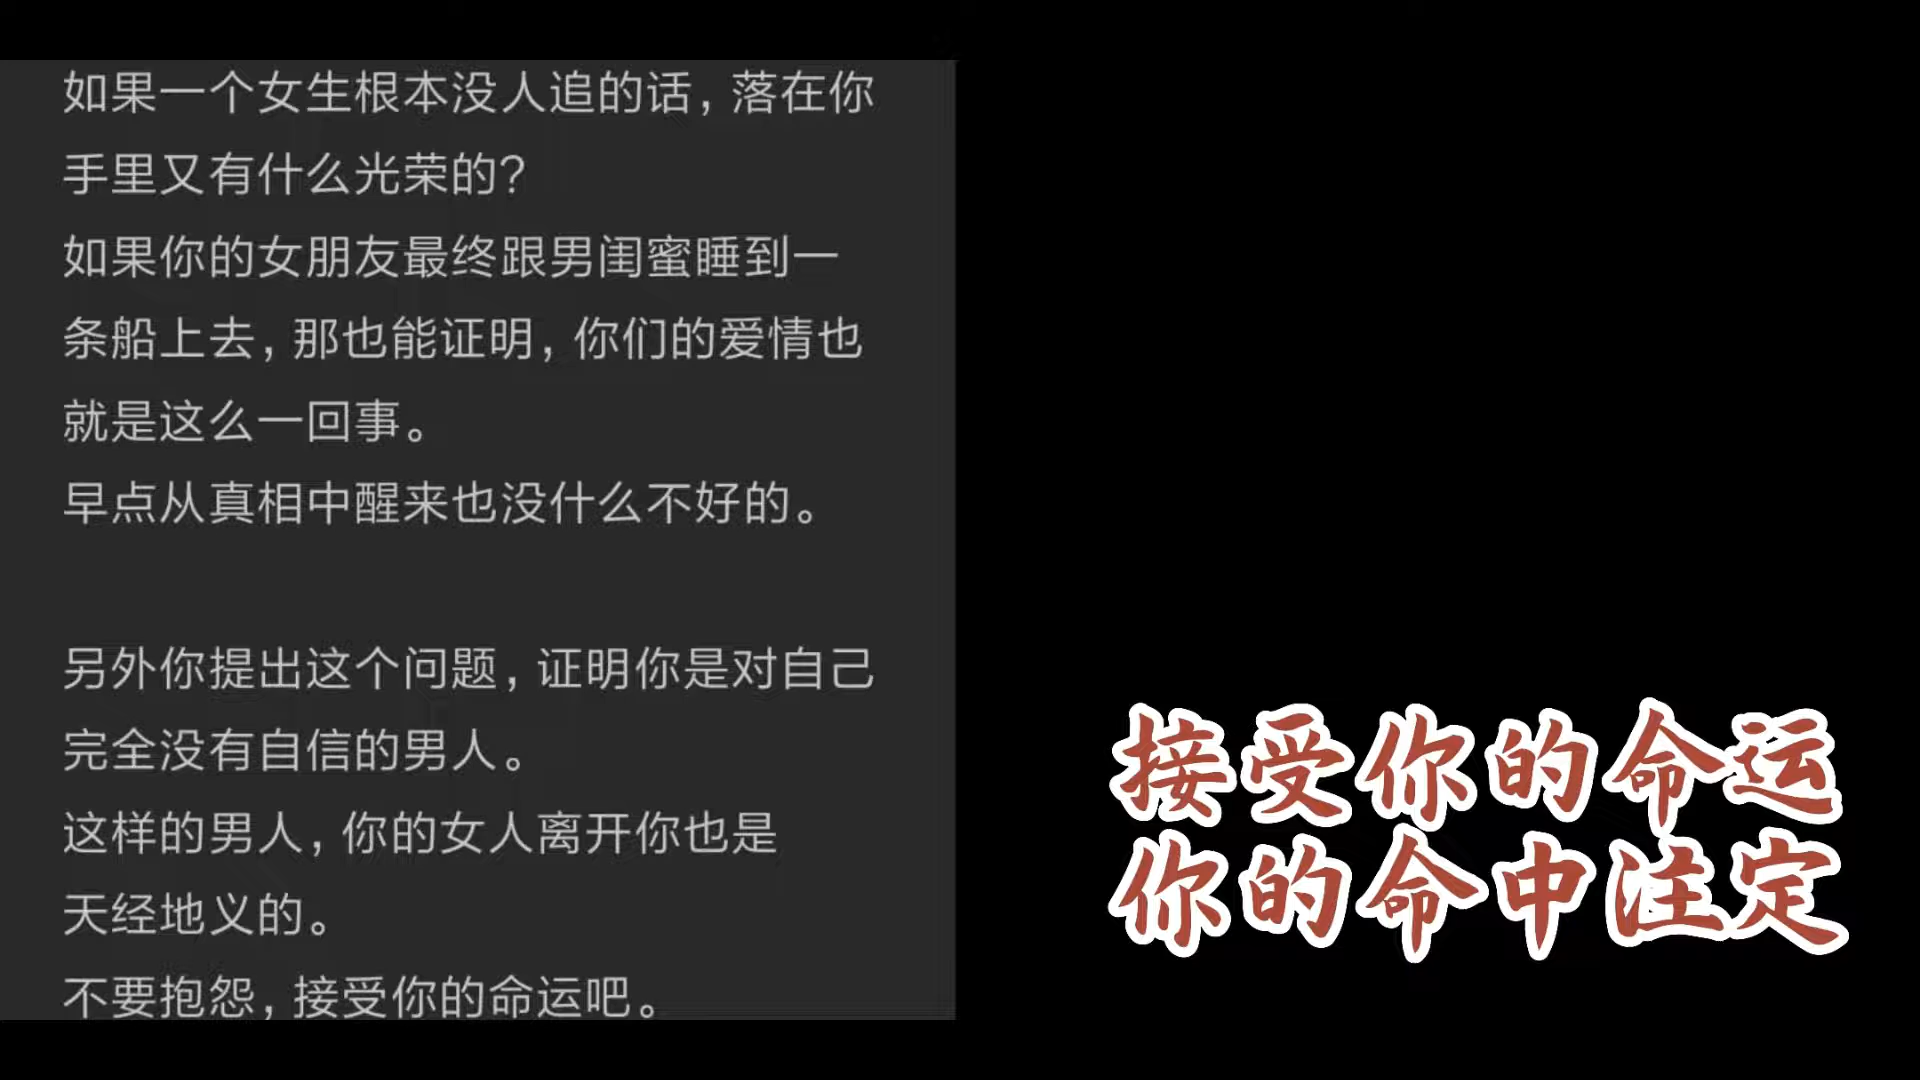 如果一个女生根本没人追的话，落在你
手里又有什么光荣的？
如果你的女朋友最终跟男闺蜜睡到一
条船上去，那也能证明，你们的爱情也
就是这么一回事。
早点从真相中醒来也没什么不好的。
另外你提出这个问题，证明你是对自己
完全没有自信的男人。
这样的男人，你的女人离开你也是
天经地义的。
不要抱怨，接受你的命运吧。
接受你的命运
你的命中注定